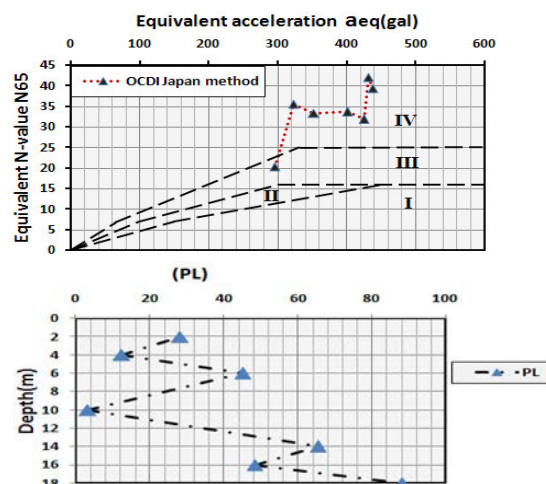 Equivalent acceleration aeq(gal)
0 100 200 300 400 500 600
Equivalent N-value N65
45
40
35
30
25
20
15
10
5
0
OCDI Japan method
IV
III
II
I
(PL)
0 20 40 60 80 100
Depth(m)
0
2
4
6
8
10
12
14
16
18
PL